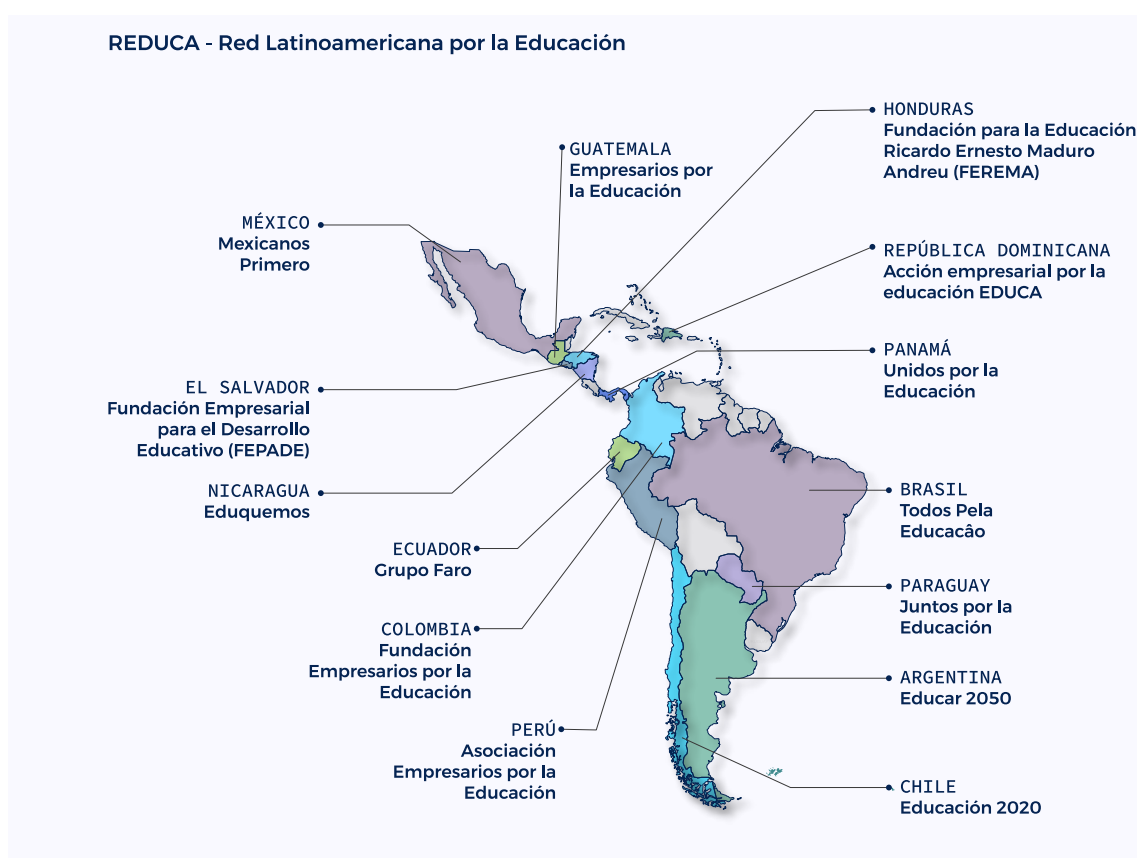 REDUCA - Red Latinoamericana por la Educación
HONDURAS
Fundación para la Educación
Ricardo Ernesto Maduro
Andreu (FEREMA)
GUATEMALA
Empresarios por
la Educación
MÉXICO
Mexicanos
Primero
REPÚBLICA DOMINICANA
Acción empresarial por la
educación EDUCA
PANAMÁ
Unidos por la
Educación
EL SALVADOR
Fundación Empresarial
para el Desarrollo
Educativo (FEPADE)
NICARAGUA
Eduquemos
BRASIL
Todos Pela
Educacâo
ECUADOR
Grupo Faro
PARAGUAY
Juntos por la
Educación
COLOMBIA
Fundación
Empresarios por la
Educación
ARGENTINA
Educar 2050
PERÚ
Asociación
Empresarios por la
Educación
CHILE
Educación 2020